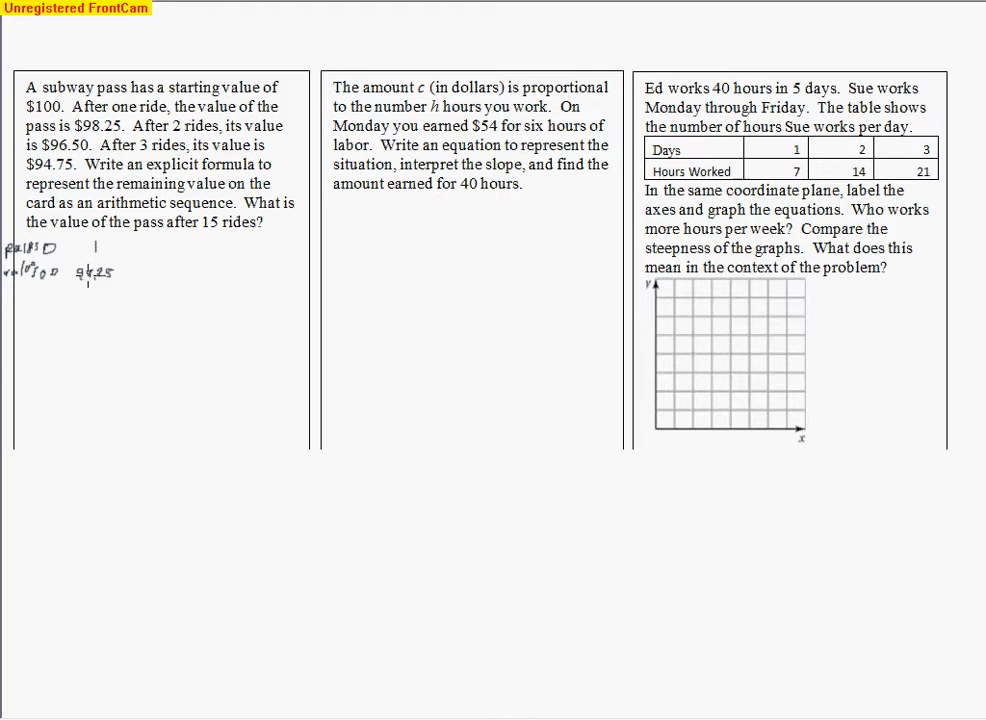 Unregistered FrontCam
A subway pass has a starting value of
$100. After one ride, the value of the
pass is $98.25. After 2 rides, its value
is $96.50. After 3 rides, its value is
$94.75. Write an explicit formula to
represent the remaining value on the
card as an arithmetic sequence. What is
the value of the pass after 15 rides?
1
The amount c (in dollars) is proportional
to the number h hours you work. On
Monday you earned $54 for six hours of
labor. Write an equation to represent the
situation, interpret the slope, and find the
amount earned for 40 hours.
Ed works 40 hours in 5 days. Sue works
Monday through Friday. The table shows
the number of hours Sue works per day.
Days 1 2 3
Hours Worked 7 14 21
In the same coordinate plane, label the
axes and graph the equations. Who works
more hours per week? Compare the
steepness of the graphs. What does this
mean in the context of the problem?
y
x